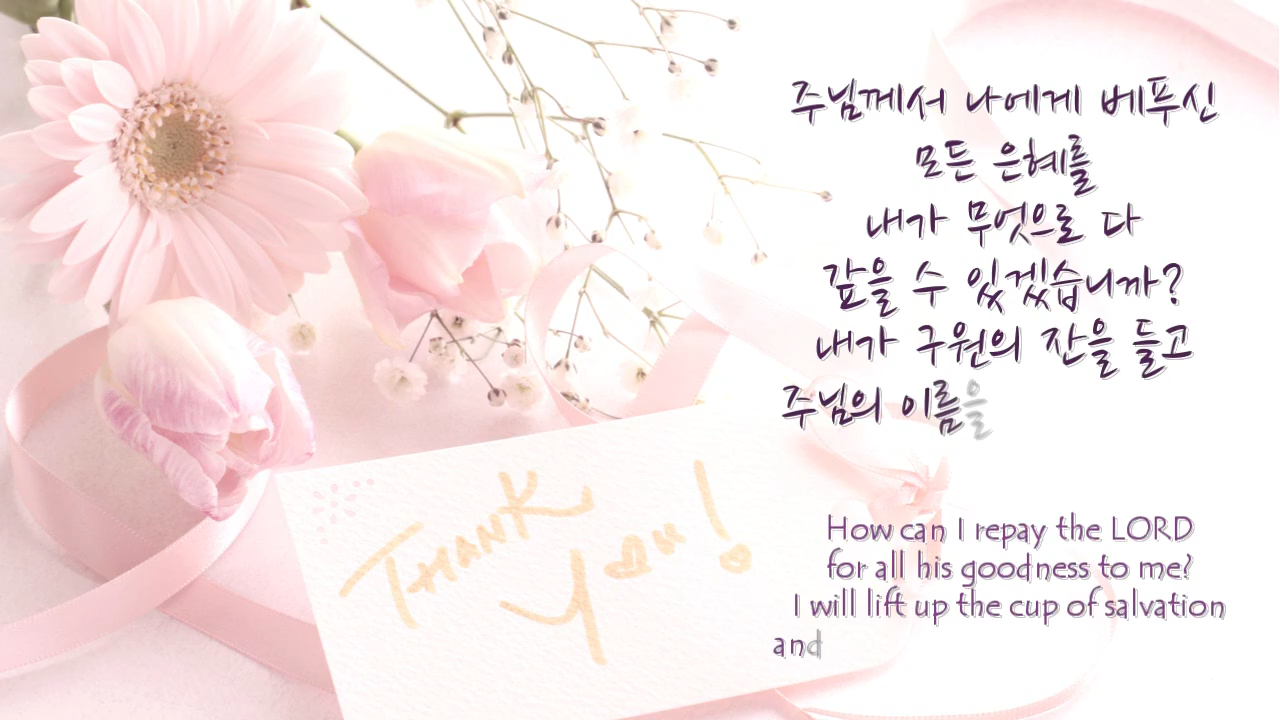 주님께서 나에게 베푸신
모든 은혜를
내가 무엇으로 다
갚을 수 있겠습니까?
내가 구원의 잔을 들고
주님의 이름을
How can I repay the LORD
for all his goodness to me?
I will lift up the cup of salvation
and
THANK
You!